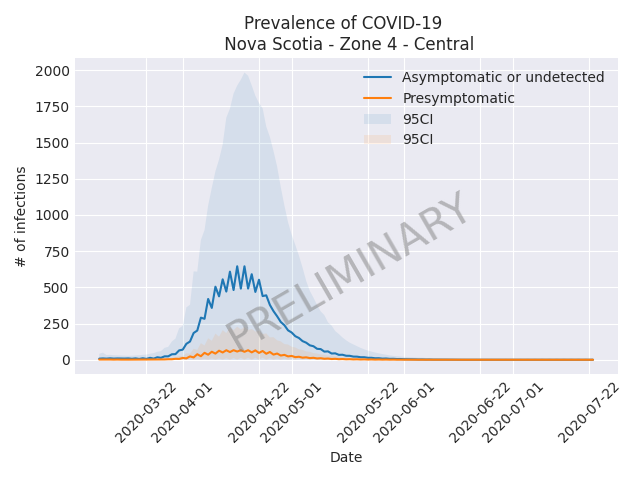 Prevalence of COVID-19
Nova Scotia - Zone 4 - Central
2000
1750
1500
1250
1000
750
500
250
0
# of infections
Asymptomatic or undetected
Presymptomatic
95CI
95CI
PRELIMINARY
2020-03-22
2020-04-01
2020-04-22
2020-05-01
2020-05-22
2020-06-01
2020-06-22
2020-07-01
2020-07-22
Date